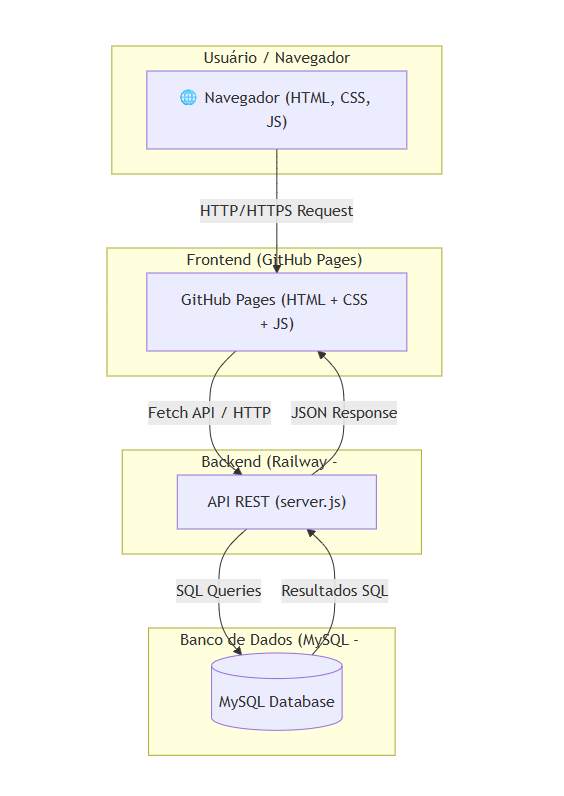 Usuário / Navegador
🌐 Navegador (HTML, CSS,
JS)
HTTP/HTTPS Request
Frontend (GitHub Pages)
GitHub Pages (HTML + CSS
+ JS)
Fetch API / HTTP
JSON Response
Backend (Railway -
API REST (server.js)
SQL Queries
Resultados SQL
Banco de Dados (MySQL -
MySQL Database